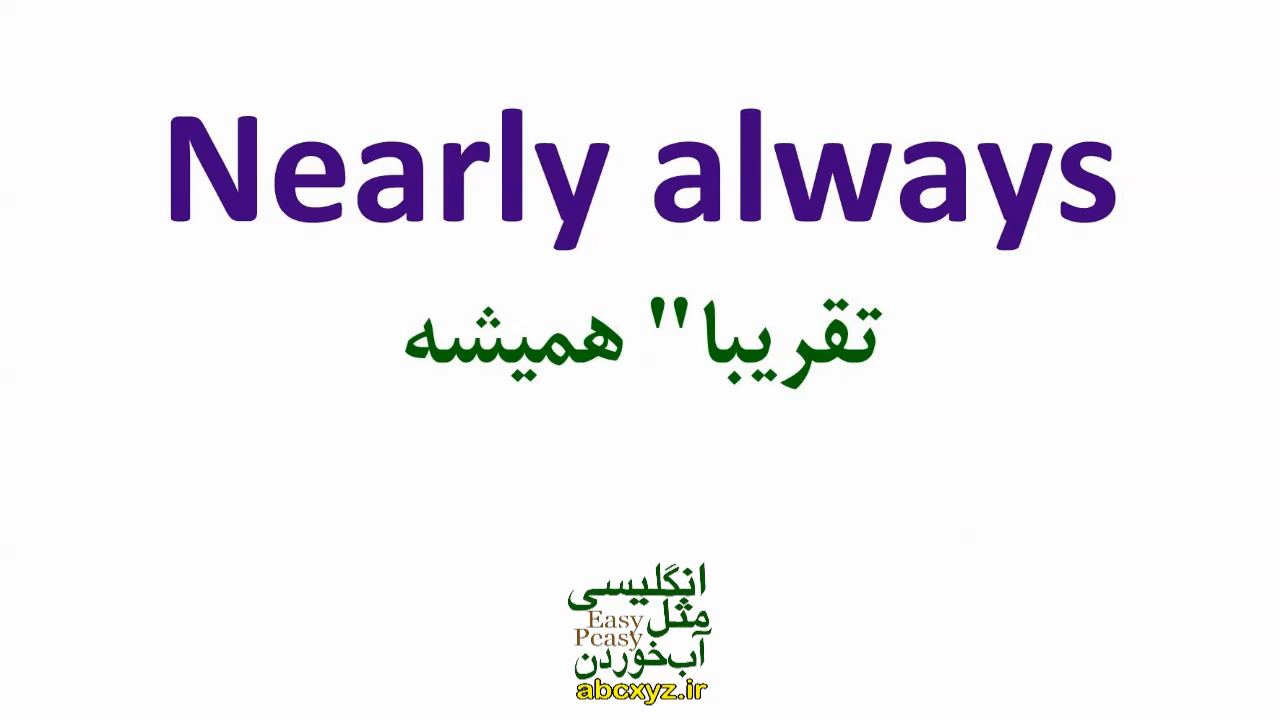 Nearly always
تقریبا" همیشه
انگلیسی
مثل
Easy
Peasy
آب‌خوردن
abcxyz.ir